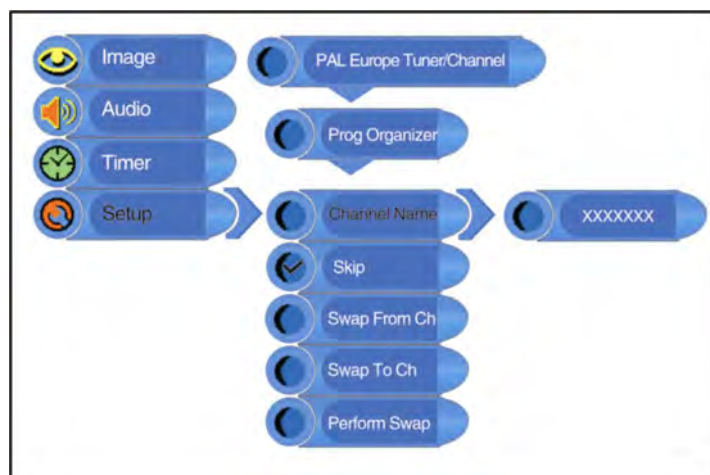 Image
PAL Europe Tuner/Channel
Audio
Prog Organizer
Timer
Setup
Channel Name
XXXXXXX
Skip
Swap From Ch
Swap To Ch
Perform Swap